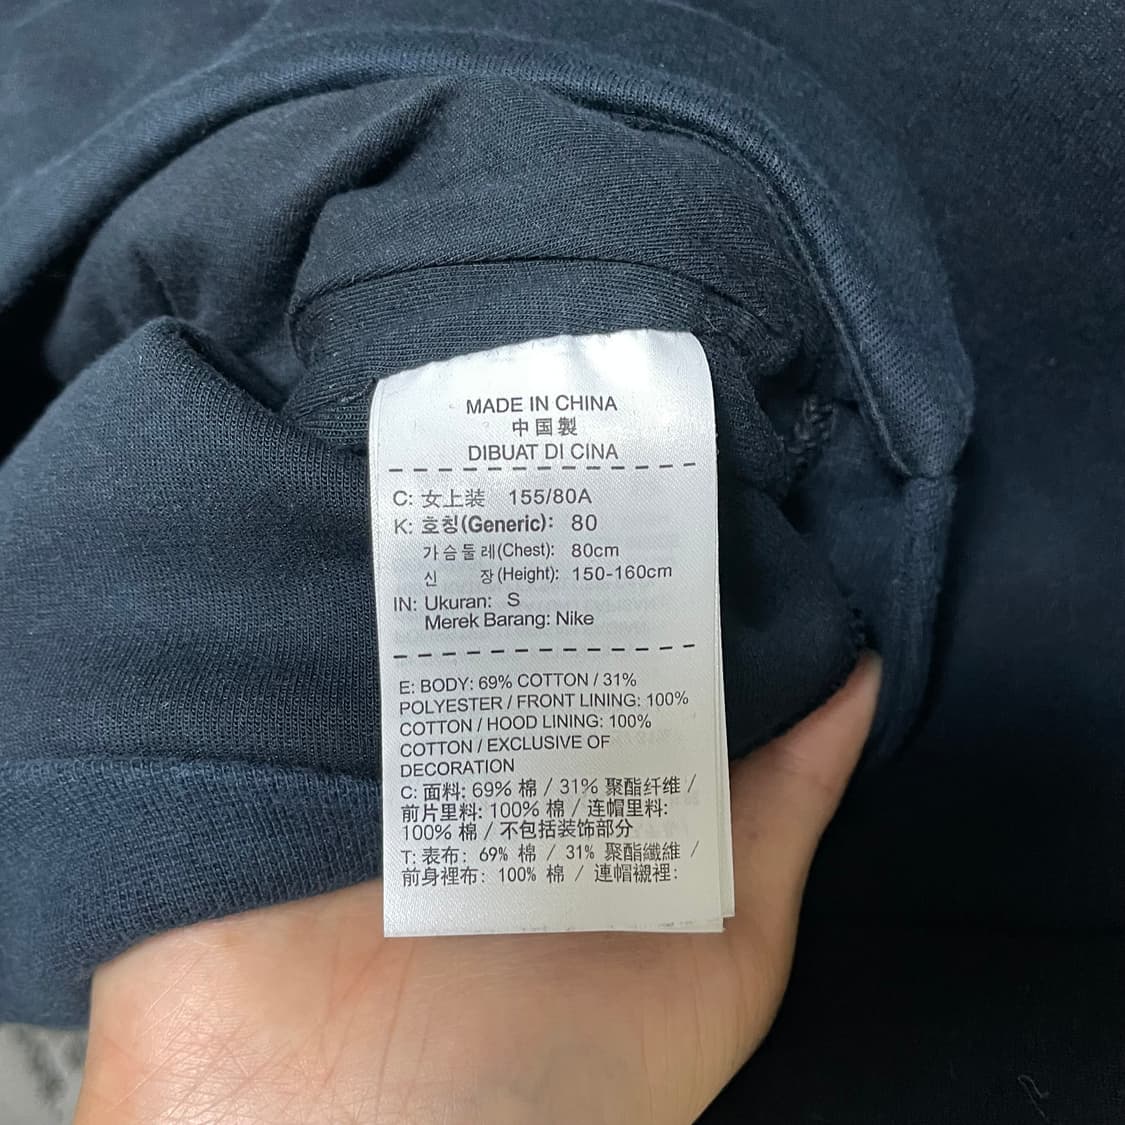 MADE IN CHINA
中国製
DIBUAT DI CINA
C: 女上装 155/80A
K: 호칭(Generic): 80
가슴둘레(Chest): 80cm
신 장(Height): 150-160cm
IN: Ukuran: S
Merek Barang: Nike
E: BODY: 69% COTTON / 31%
POLYESTER / FRONT LINING: 100%
COTTON / HOOD LINING: 100%
COTTON / EXCLUSIVE OF
DECORATION
C: 面料: 69% 棉 / 31% 聚酯纤维 /
前片里料: 100% 棉 / 连帽里料:
100% 棉 / 不包括装饰部分
T: 表布: 69% 棉 / 31% 聚酯纖維 /
前身裡布: 100% 棉 / 連帽襯裡: